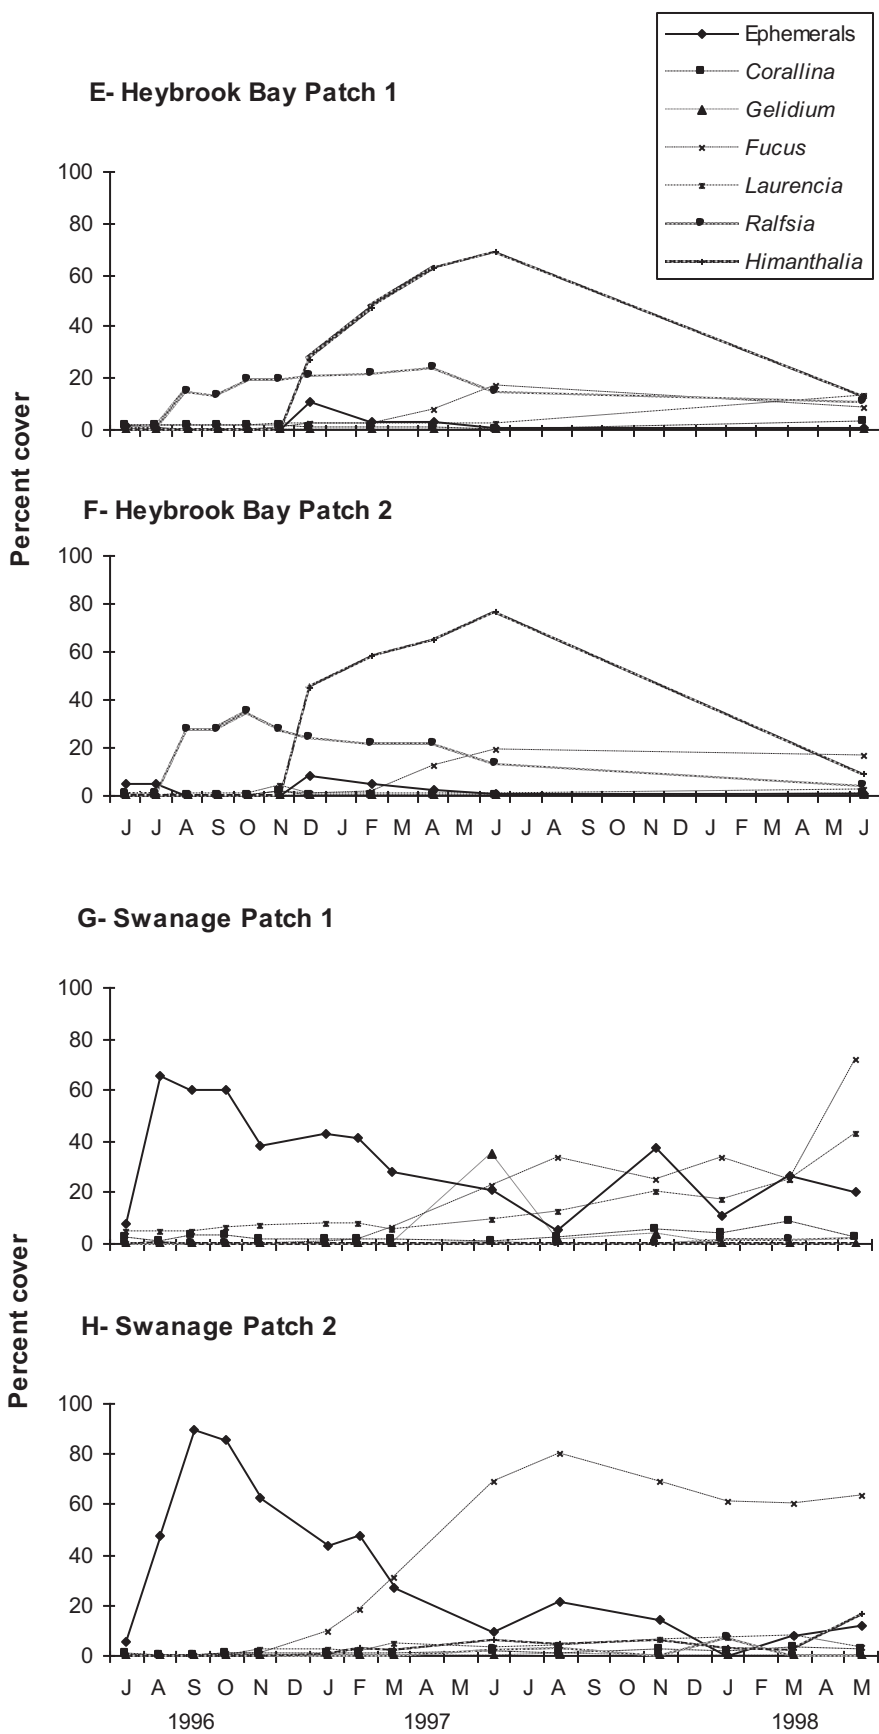 Ephemerals
Corallina
Gelidium
Fucus
Laurencia
Ralfsia
Himanthalia
E- Heybrook Bay Patch 1
100
80
60
40
20
0
Percent cover
F- Heybrook Bay Patch 2
100
80
60
40
20
0
J J A S O N D J F M A M J J A S O N D J F M A M J
G- Swanage Patch 1
100
80
60
40
20
0
Percent cover
H- Swanage Patch 2
100
80
60
40
20
0
J A S O N D J F M A M J J A S O N D J F M A M
1996 1997 1998